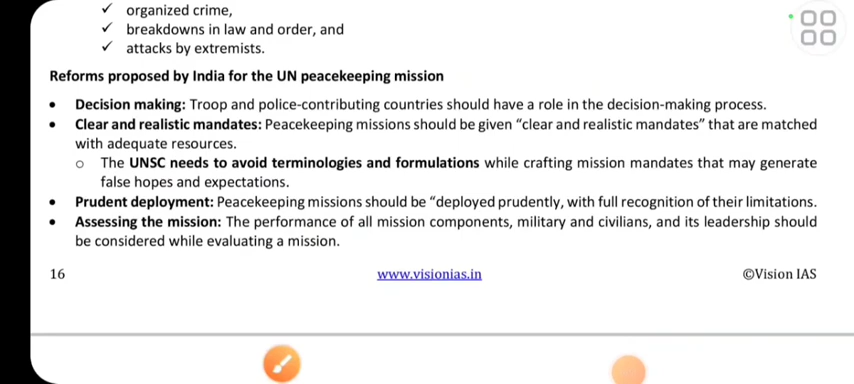 ✓ organized crime,
✓ breakdowns in law and order, and
✓ attacks by extremists.
Reforms proposed by India for the UN peacekeeping mission
• Decision making: Troop and police-contributing countries should have a role in the decision-making process.
• Clear and realistic mandates: Peacekeeping missions should be given “clear and realistic mandates” that are matched
with adequate resources.
o The UNSC needs to avoid terminologies and formulations while crafting mission mandates that may generate
false hopes and expectations.
• Prudent deployment: Peacekeeping missions should be “deployed prudently, with full recognition of their limitations.
• Assessing the mission: The performance of all mission components, military and civilians, and its leadership should
be considered while evaluating a mission.
16 www.visionias.in ©Vision IAS